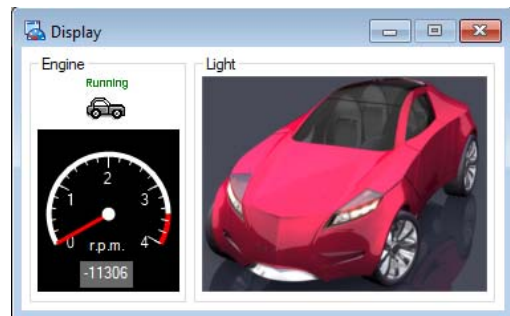 Display
Engine
Running
0 1 2 3 4
r.p.m.
-11306
Light